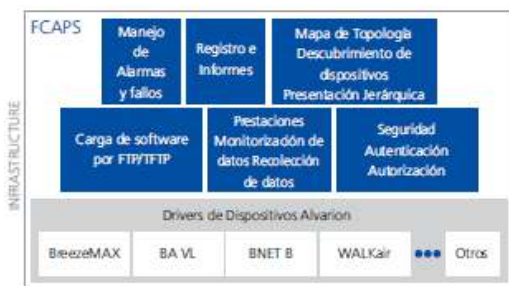 FCAPS
Manejo
de
Alarmas
y fallos
Registro e
Informes
Mapa de Topología
Descubrimiento de
dispositivos
Presentación Jerárquica
INFRASTRUCTURE
Carga de software
por FTP/TFTP
Prestaciones
Monitorización de
datos Recolección
de datos
Seguridad
Autenticación
Autorización
Drivers de Dispositivos Alvarion
BreezeMAX
BA VL
BNET B
WALKair
Otros